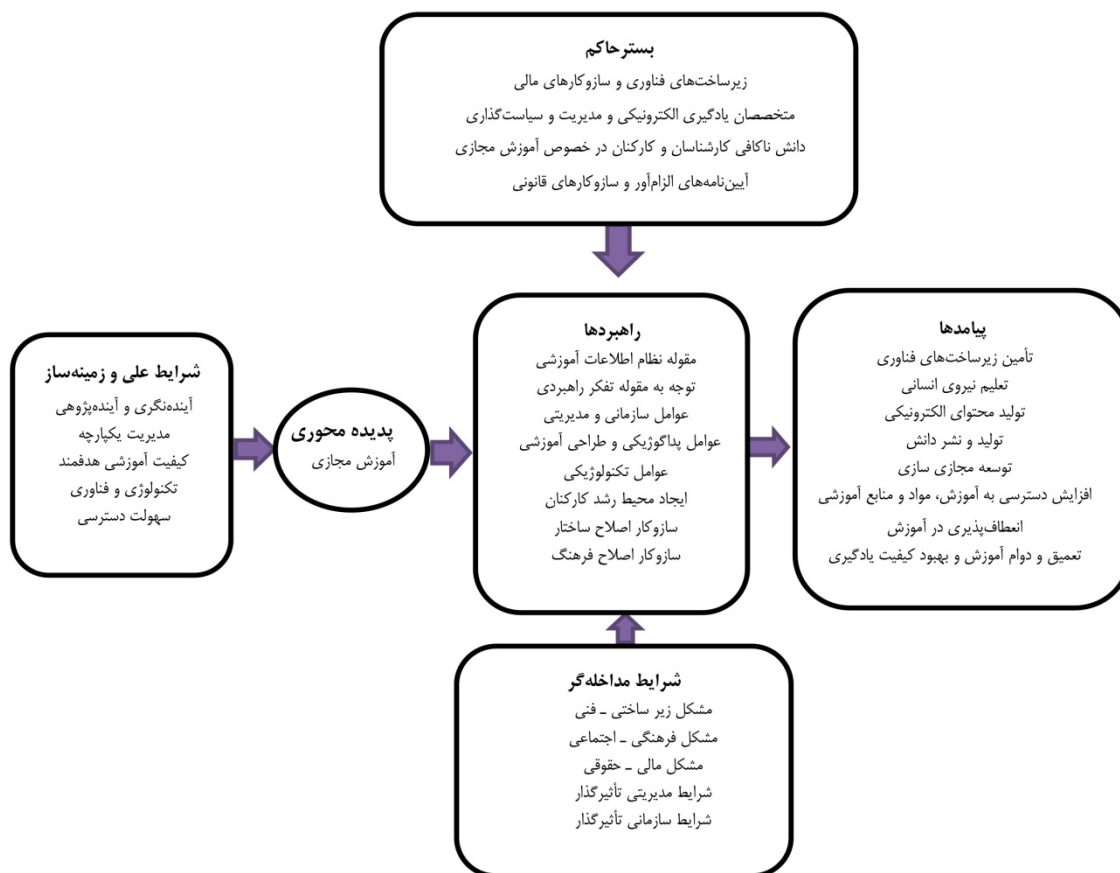 بسترحاکم
زیرساخت‌های فناوری و سازوکارهای مالی
متخصصان یادگیری الکترونیکی و مدیریت و سیاست‌گذاری
دانش ناکافی کارشناسان و کارکنان در خصوص آموزش مجازی
آیین‌نامه‌های الزام‌آور و سازوکارهای قانونی
شرایط علی و زمینه‌ساز
آینده‌نگری و آینده‌پژوهی
مدیریت یکپارچه
کیفیت آموزشی هدفمند
تکنولوژی و فناوری
سهولت دسترسی
پدیده محوری
آموزش مجازی
راهبردها
مقوله نظام اطلاعات آموزشی
توجه به مقوله تفکر راهبردی
عوامل سازمانی و مدیریتی
عوامل پداگوژیکی و طراحی آموزشی
عوامل تکنولوژیکی
ایجاد محیط رشد کارکنان
سازوکار اصلاح ساختار
سازوکار اصلاح فرهنگ
پیامدها
تأمین زیرساخت‌های فناوری
تعلیم نیروی انسانی
تولید محتوای الکترونیکی
تولید و نشر دانش
توسعه مجازی سازی
افزایش دسترسی به آموزش، مواد و منابع آموزشی
انعطاف‌پذیری در آموزش
تعمیق و دوام آموزش و بهبود کیفیت یادگیری
شرایط مداخله‌گر
مشکل زیر ساختی ـ فنی
مشکل فرهنگی ـ اجتماعی
مشکل مالی ـ حقوقی
شرایط مدیریتی تأثیرگذار
شرایط سازمانی تأثیرگذار